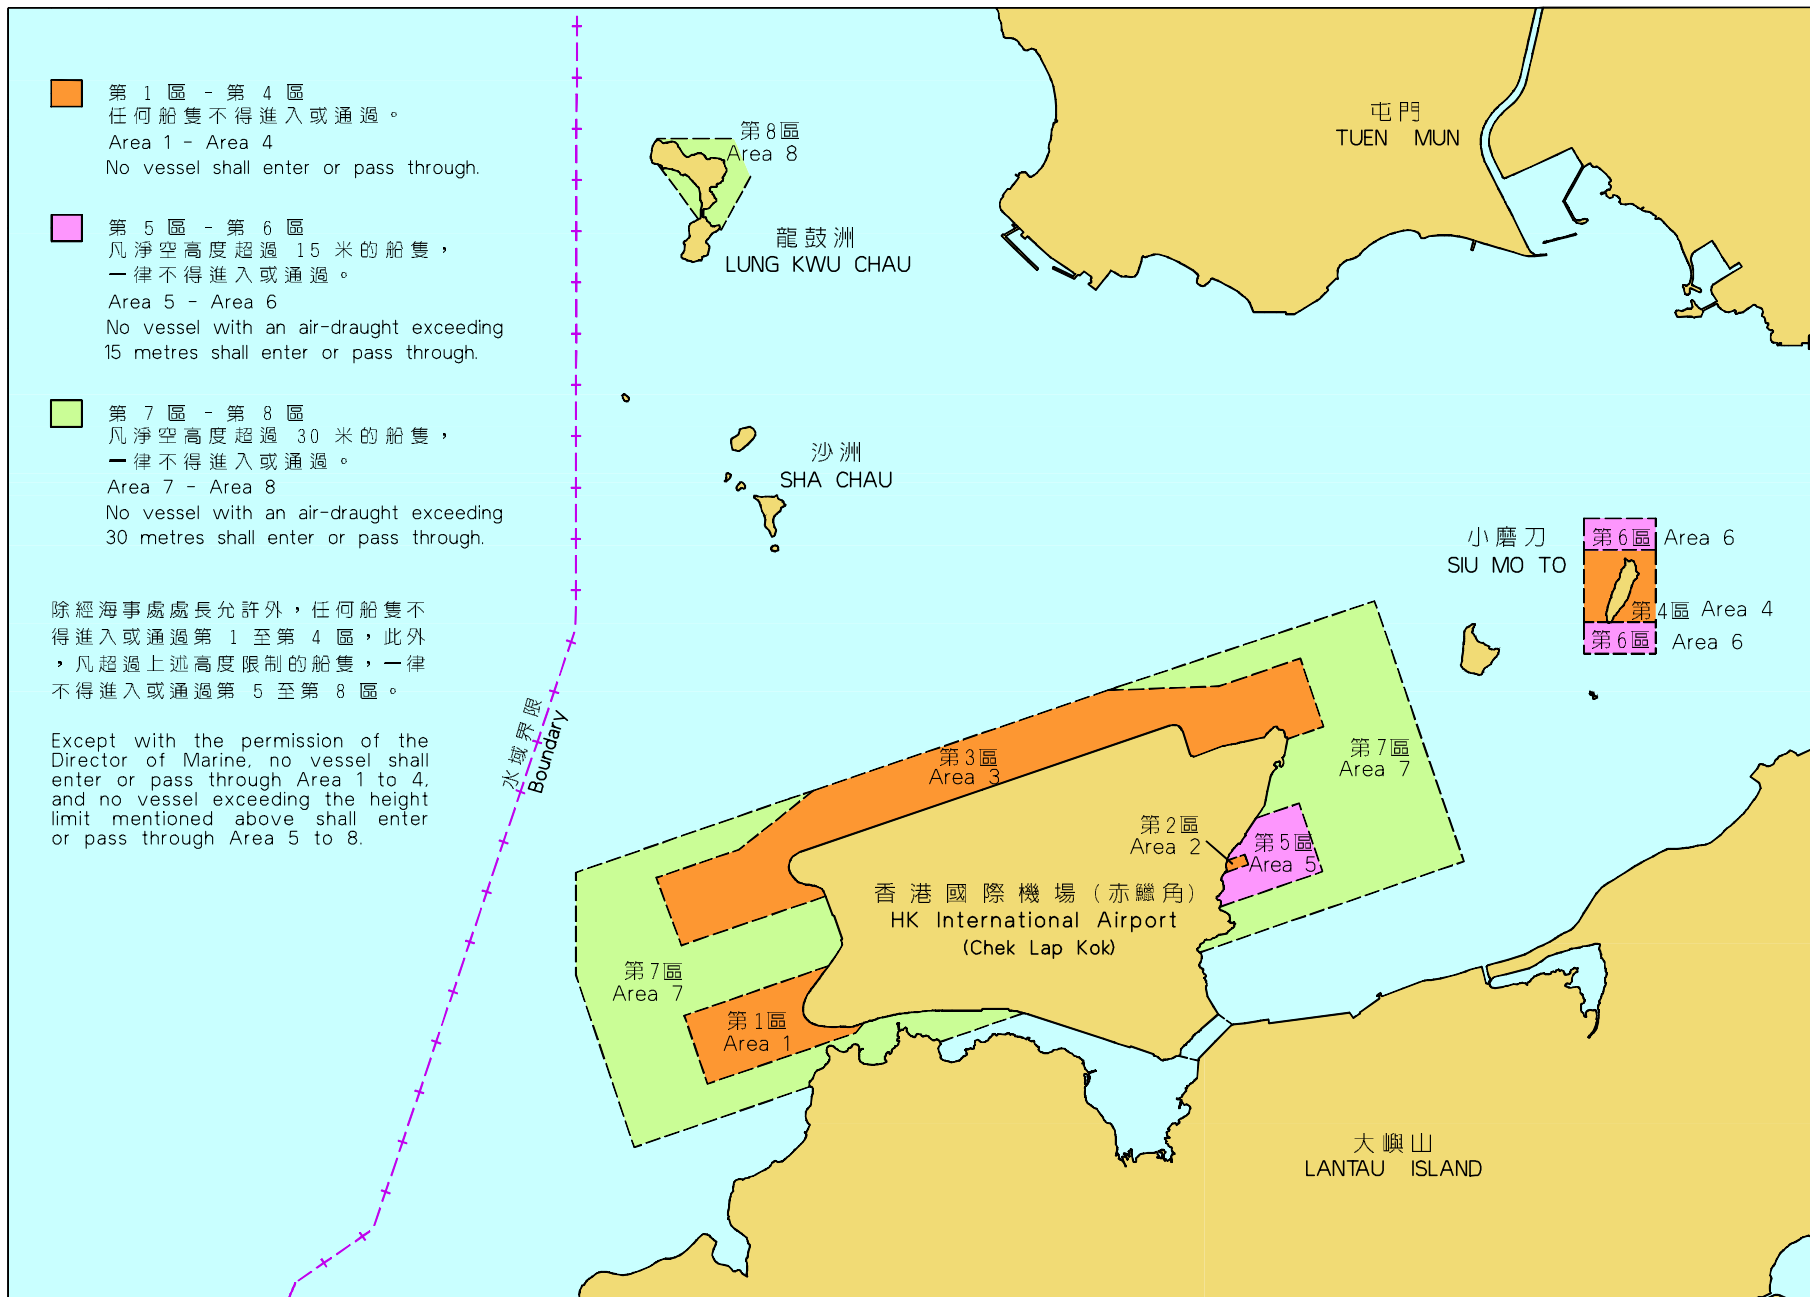 第 1 區 - 第 4 區
任何船隻不得進入或通過。
Area 1 - Area 4
No vessel shall enter or pass through.
第 5 區 - 第 6 區
凡淨空高度超過 15 米的船隻，
一律不得進入或通過。
Area 5 - Area 6
No vessel with an air-draught exceeding
15 metres shall enter or pass through.
第 7 區 - 第 8 區
凡淨空高度超過 30 米的船隻，
一律不得進入或通過。
Area 7 - Area 8
No vessel with an air-draught exceeding
30 metres shall enter or pass through.
除經海事處處長允許外，任何船隻不
得進入或通過第 1 至第 4 區，此外
，凡超過上述高度限制的船隻，一律
不得進入或通過第 5 至第 8 區。
Except with the permission of the
Director of Marine, no vessel shall
enter or pass through Area 1 to 4,
and no vessel exceeding the height
limit mentioned above shall enter
or pass through Area 5 to 8.
水域界限
Boundary
第8區
Area 8
龍鼓洲
LUNG KWU CHAU
屯門
TUEN MUN
沙洲
SHA CHAU
小磨刀
SIU MO TO
第6區 Area 6
第4區 Area 4
第6區 Area 6
第3區
Area 3
第7區
Area 7
第2區
Area 2
第5區
Area 5
香港國際機場(赤鱲角)
HK International Airport
(Chek Lap Kok)
第7區
Area 7
第1區
Area 1
大嶼山
LANTAU ISLAND